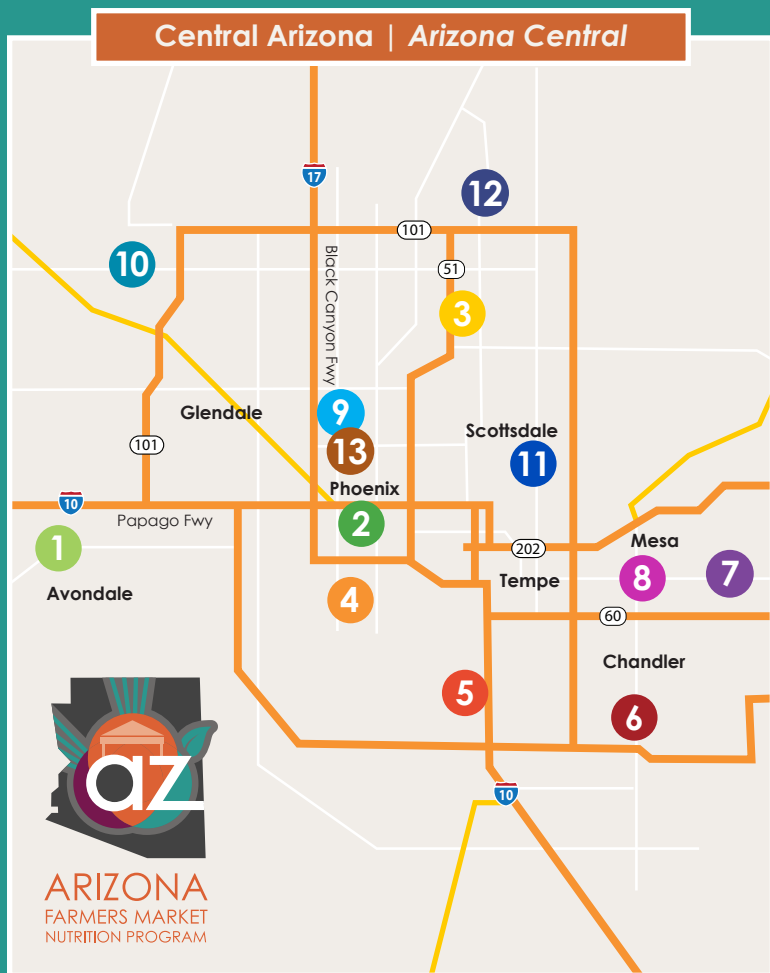 Central Arizona | Arizona Central
17
12
101
10
51
Black Canyon Fwy
3
Glendale
9
Scottsdale
101
13
11
Phoenix
10
Papago Fwy
2
1
202
Mesa
Avondale
Tempe
8
7
4
60
Chandler
5
6
az
10
ARIZONA
FARMERS MARKET
NUTRITION PROGRAM